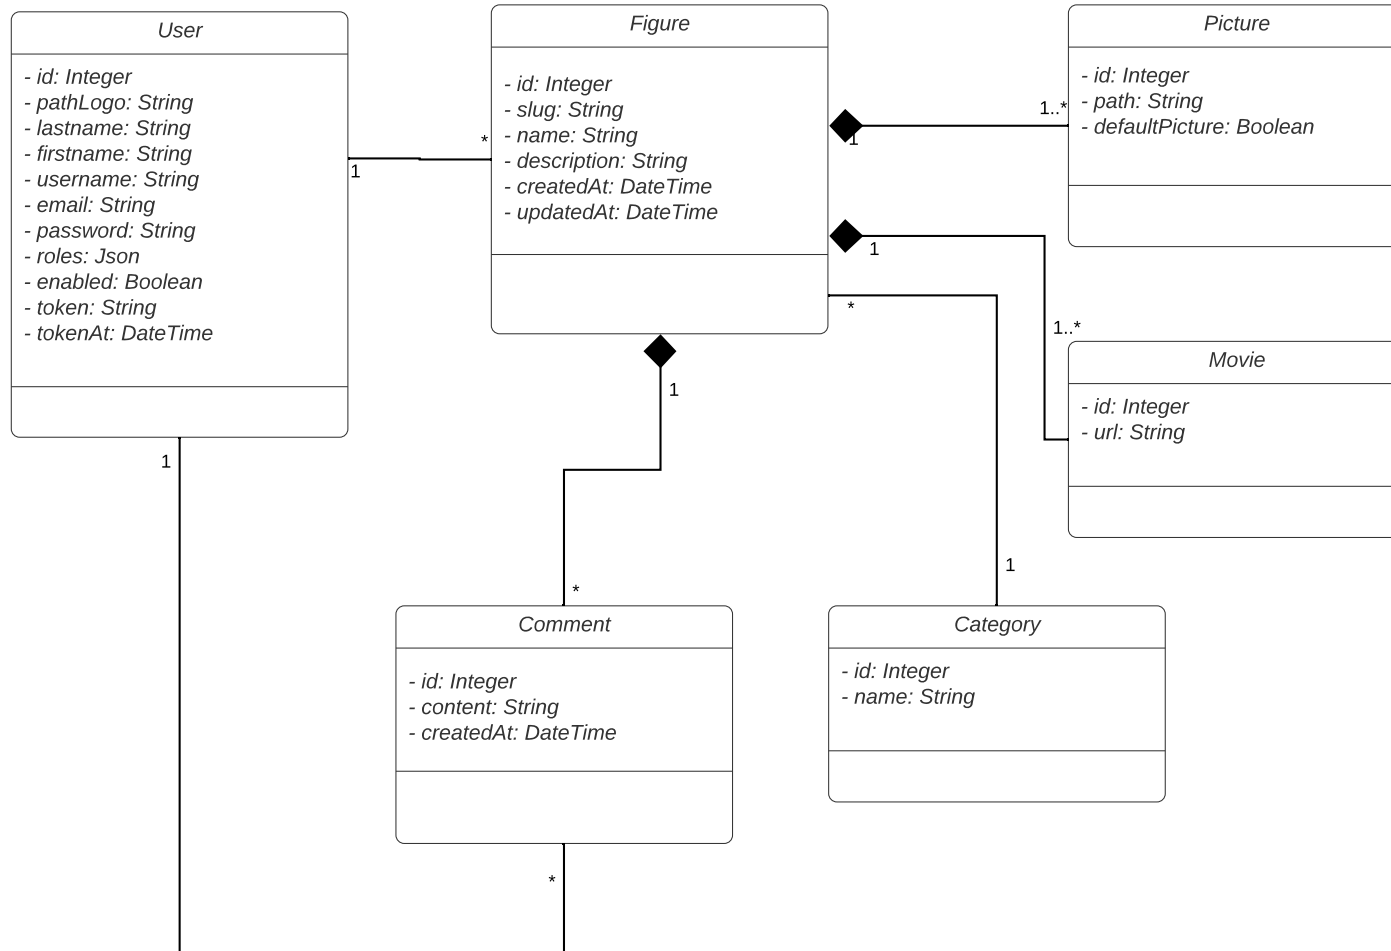 User
- id: Integer
- pathLogo: String
- lastname: String
- firstname: String
- username: String
- email: String
- password: String
- roles: Json
- enabled: Boolean
- token: String
- tokenAt: DateTime
1
*
1
Figure
- id: Integer
- slug: String
- name: String
- description: String
- createdAt: DateTime
- updatedAt: DateTime
1
1..*
1
1..*
*
1
1
*
Picture
- id: Integer
- path: String
- defaultPicture: Boolean
Movie
- id: Integer
- url: String
Comment
- id: Integer
- content: String
- createdAt: DateTime
*
Category
- id: Integer
- name: String